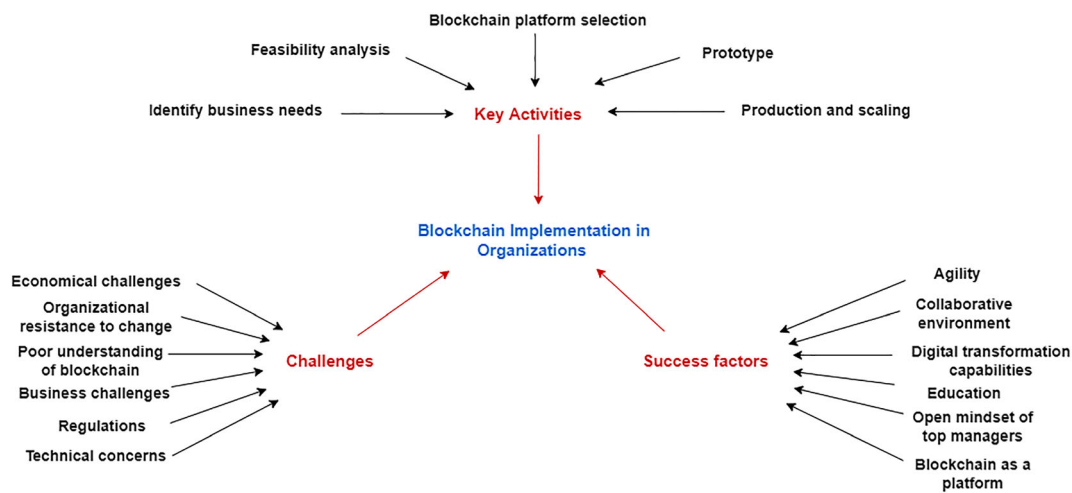 Blockchain platform selection
Feasibility analysis
Prototype
Identify business needs
Key Activities
Production and scaling
Blockchain Implementation in
Organizations
Economical challenges
Organizational
resistance to change
Poor understanding
of blockchain
Business challenges
Regulations
Technical concerns
Challenges
Success factors
Agility
Collaborative
environment
Digital transformation
capabilities
Education
Open mindset of
top managers
Blockchain as a
platform